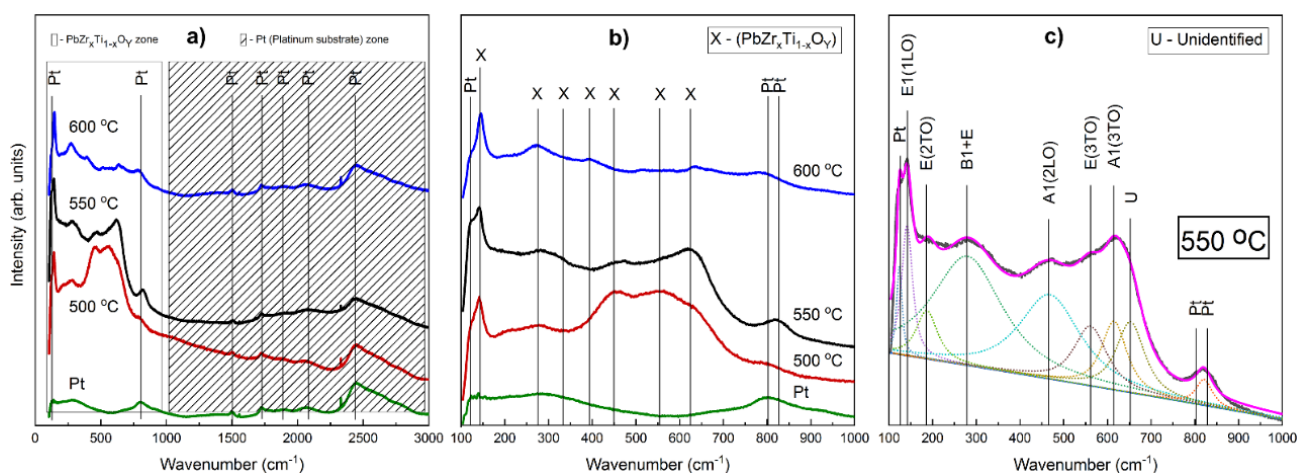 - PbZrₓTi₁₋ₓOY zone
a)
- Pt (Platinum substrate) zone
Pt
Pt
Pt
Pt
Pt
Pt
Pt
600 °C
550 °C
500 °C
Pt
Intensity (arb. units)
0 500 1000 1500 2000 2500 3000
Wavenumber (cm⁻¹)
b)
X - (PbZrₓTi₁₋ₓOY)
Pt
X
X
X
X
X
X
X
Pt
Pt
600 °C
550 °C
500 °C
Pt
100 200 300 400 500 600 700 800 900 1000
Wavenumber (cm⁻¹)
c)
U - Unidentified
Pt
E1(1LO)
E(2TO)
B1+E
A1(2LO)
E(3TO)
A1(3TO)
U
Pt
Pt
550 °C
100 200 300 400 500 600 700 800 900 1000
Wavenumber (cm⁻¹)